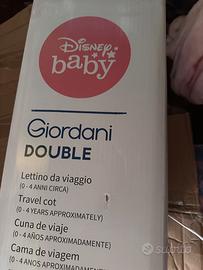 Disney
baby
Giordani
DOUBLE
Lettino da viaggio
(0 - 4 ANNI CIRCA)
Travel cot
(0 - 4 YEARS APPROXIMATELY)
Cuna de viaje
(0 - 4 AÑOS APROXIMADAMENTE)
Cama de viagem
(0 - 4 ANOS APROXIMADAMENTE)
subito